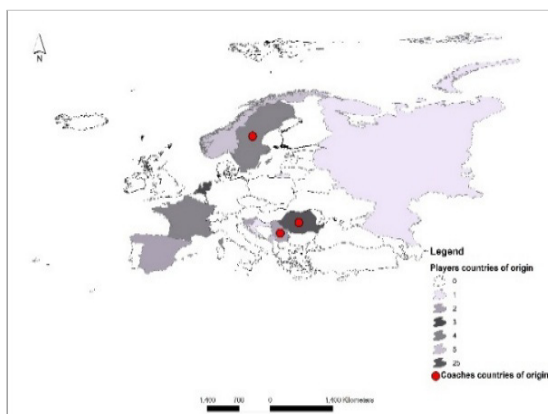 N
Legend
Players countries of origin
0
1
2
3
4
5
25
Coaches countries of origin
1,400 700 0 1,400 Kilometers